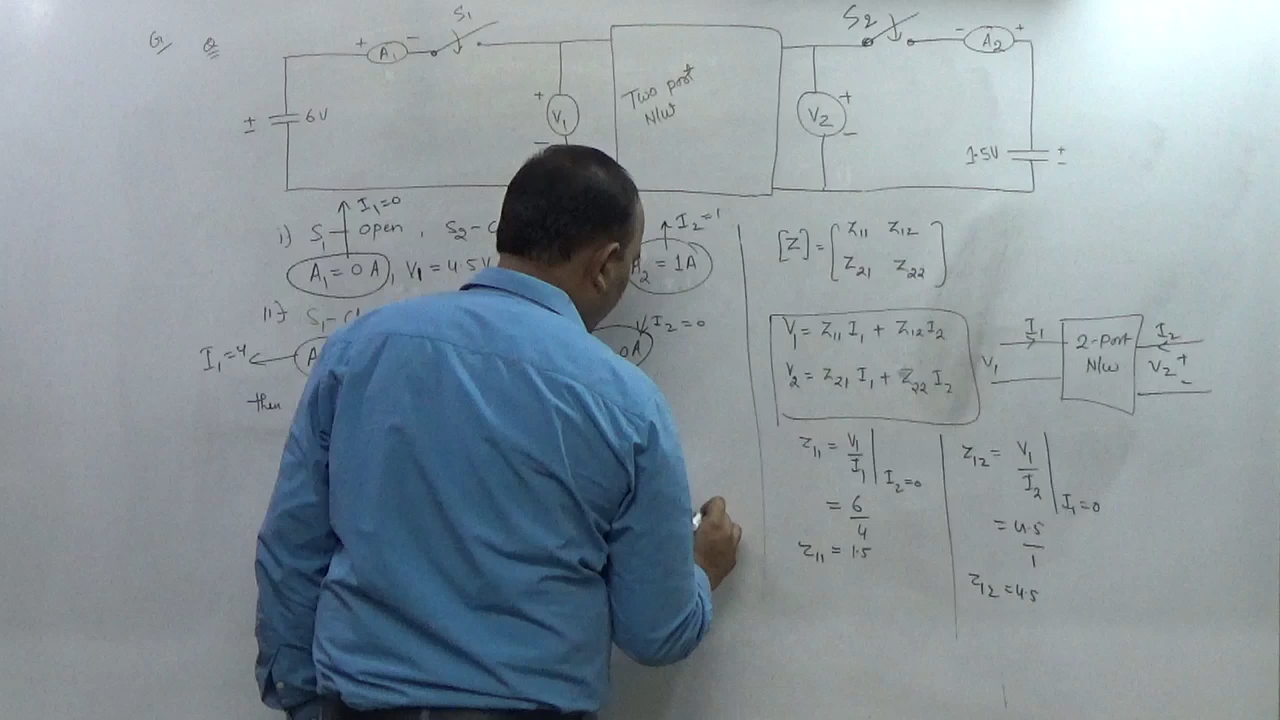 G/ Q
+ A1 - S1
S2 - A2 +
± 6V
+ V1 -
Two port
N/W
V2 + -
1.5V ±
I1=0
i) S1 - open , S2-C
A1 = 0 A , V1 = 4.5V
I2=1
A2 = 1A
ii) S1-Cl
I1=4
A
I2=0
0A
then
[Z] = [ Z11 Z12
Z21 Z22 ]
V1 = Z11 I1 + Z12 I2
V2 = Z21 I1 + Z22 I2
I1 2-Port I2
V1 N/W V2 + -
Z11 = V1/I1 | I2=0
= 6/4
Z11 = 1.5
Z12 = V1/I2 | I1=0
= 4.5/1
Z12 = 4.5